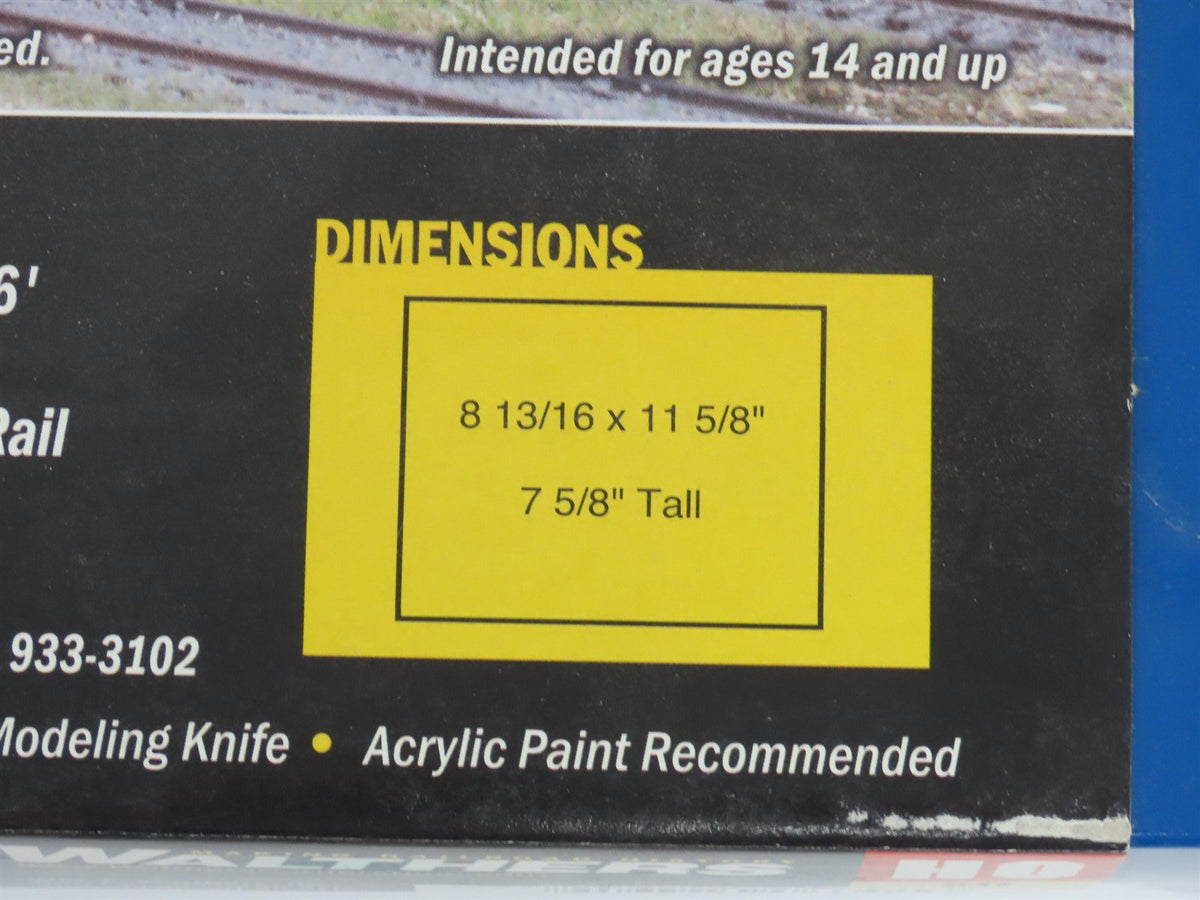 ed.
Intended for ages 14 and up
DIMENSIONS
6'
8 13/16 x 11 5/8"
Rail
7 5/8" Tall
933-3102
Modeling Knife • Acrylic Paint Recommended
WALTHERS
HO